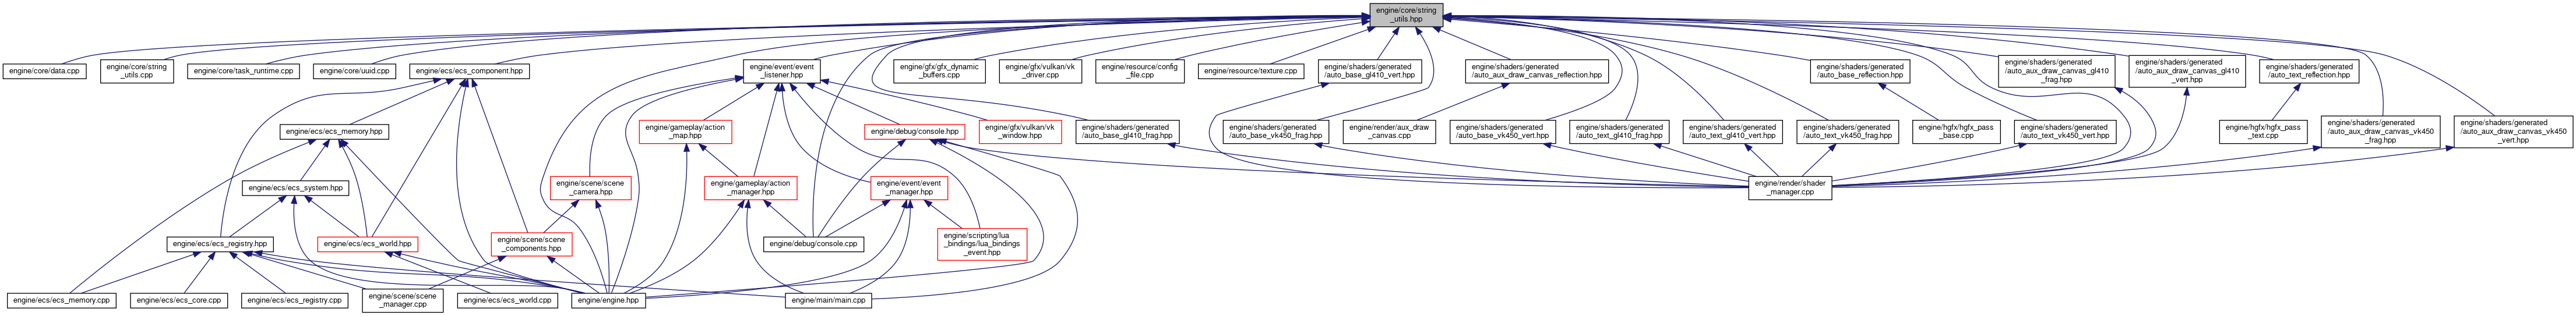 engine/core/string
_utils.hpp
engine/core/data.cpp
engine/core/string
_utils.cpp
engine/core/task_runtime.cpp
engine/core/uuid.cpp
engine/ecs/ecs_component.hpp
engine/event/event
_listener.hpp
engine/gfx/gfx_dynamic
_buffers.cpp
engine/gfx/vulkan/vk
_driver.cpp
engine/resource/config
_file.cpp
engine/resource/texture.cpp
engine/shaders/generated
/auto_base_gl410_vert.hpp
engine/shaders/generated
/auto_aux_draw_canvas_reflection.hpp
engine/shaders/generated
/auto_base_reflection.hpp
engine/shaders/generated
/auto_aux_draw_canvas_gl410
_frag.hpp
engine/shaders/generated
/auto_aux_draw_canvas_gl410
_vert.hpp
engine/shaders/generated
/auto_text_reflection.hpp
engine/ecs/ecs_memory.hpp
engine/gameplay/action
_map.hpp
engine/debug/console.hpp
engine/gfx/vulkan/vk
_window.hpp
engine/shaders/generated
/auto_base_gl410_frag.hpp
engine/shaders/generated
/auto_base_vk450_frag.hpp
engine/render/aux_draw
_canvas.cpp
engine/shaders/generated
/auto_base_vk450_vert.hpp
engine/shaders/generated
/auto_text_gl410_frag.hpp
engine/shaders/generated
/auto_text_gl410_vert.hpp
engine/shaders/generated
/auto_text_vk450_frag.hpp
engine/hgfx/hgfx_pass
_base.cpp
engine/shaders/generated
/auto_text_vk450_vert.hpp
engine/hgfx/hgfx_pass
_text.cpp
engine/shaders/generated
/auto_aux_draw_canvas_vk450
_frag.hpp
engine/shaders/generated
/auto_aux_draw_canvas_vk450
_vert.hpp
engine/ecs/ecs_system.hpp
engine/scene/scene
_camera.hpp
engine/gameplay/action
_manager.hpp
engine/event/event
_manager.hpp
engine/render/shader
_manager.cpp
engine/ecs/ecs_registry.hpp
engine/ecs/ecs_world.hpp
engine/scene/scene
_components.hpp
engine/debug/console.cpp
engine/scripting/lua
_bindings/lua_bindings
_event.hpp
engine/ecs/ecs_memory.cpp
engine/ecs/ecs_core.cpp
engine/ecs/ecs_registry.cpp
engine/scene/scene
_manager.cpp
engine/ecs/ecs_world.cpp
engine/engine.hpp
engine/main/main.cpp